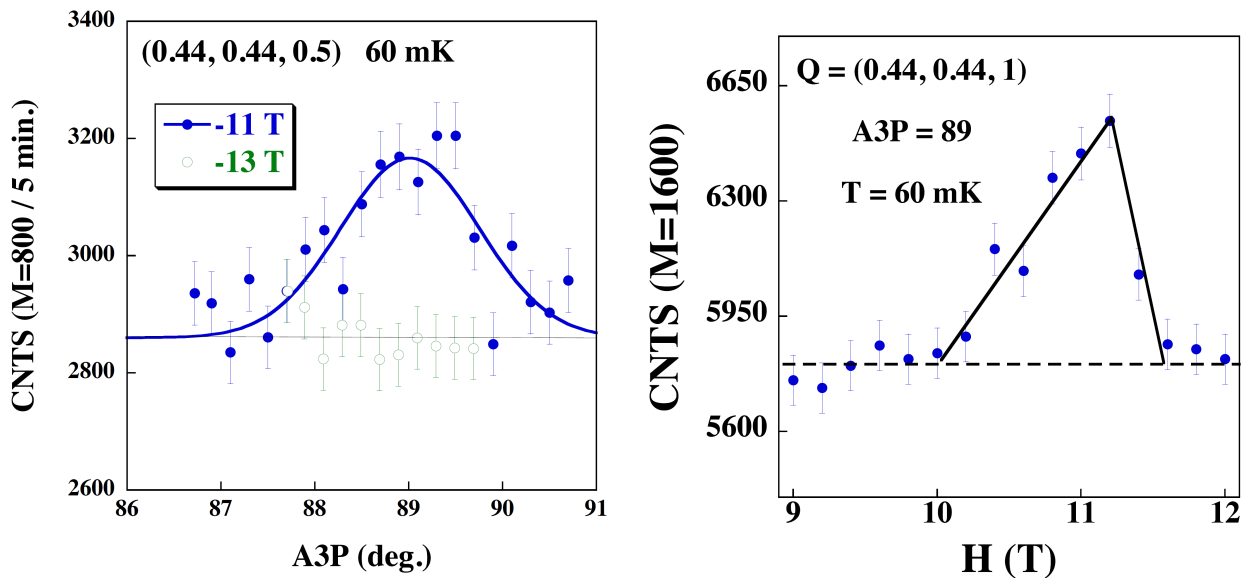 3400
3200
3000
2800
2600
CNTS (M=800 / 5 min.)
(0.44, 0.44, 0.5) 60 mK
-11 T
-13 T
86 87 88 89 90 91
A3P (deg.)
6650
6300
5950
5600
CNTS (M=1600)
Q = (0.44, 0.44, 1)
A3P = 89
T = 60 mK
9 10 11 12
H (T)